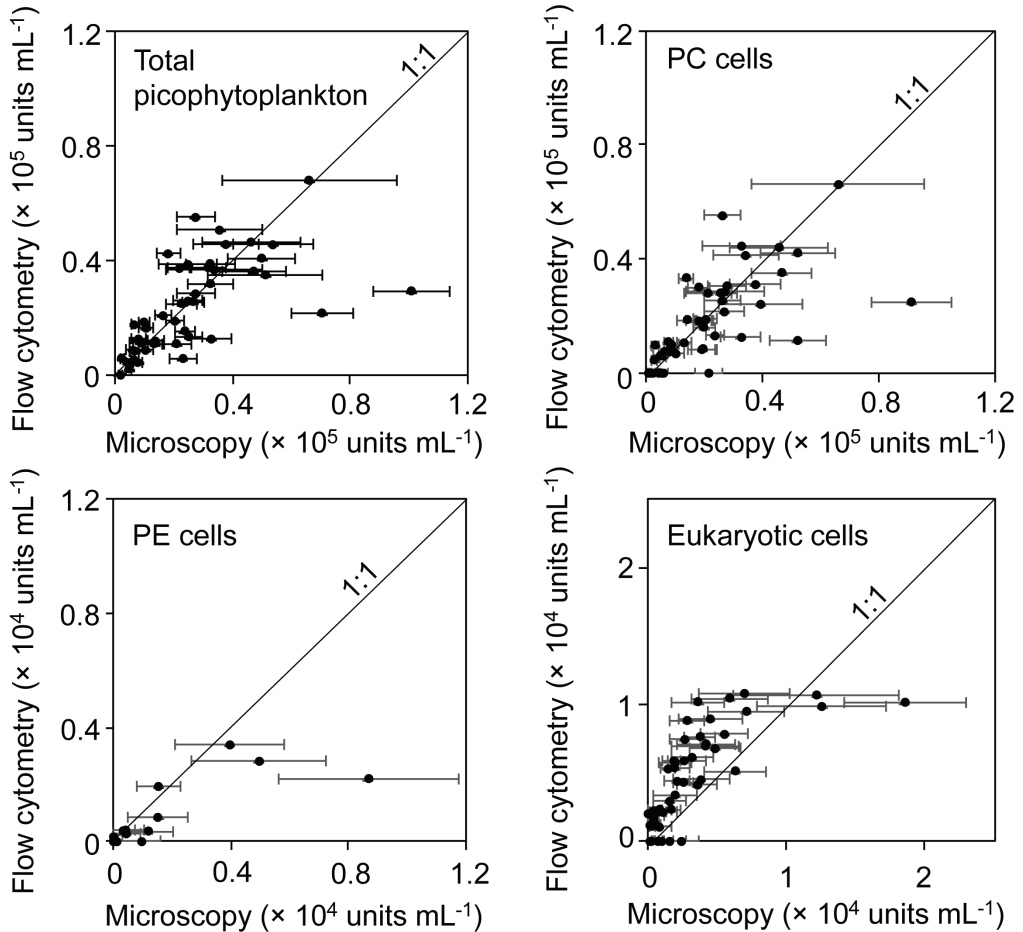 Flow cytometry (× 10⁵ units mL⁻¹)
1.2
0.8
0.4
0
Total
picophytoplankton
1:1
0 0.4 0.8 1.2
Microscopy (× 10⁵ units mL⁻¹)
Flow cytometry (× 10⁵ units mL⁻¹)
1.2
0.8
0.4
0
PC cells
1:1
0 0.4 0.8 1.2
Microscopy (× 10⁵ units mL⁻¹)
Flow cytometry (× 10⁴ units mL⁻¹)
1.2
0.8
0.4
0
PE cells
1:1
0 0.4 0.8 1.2
Microscopy (× 10⁴ units mL⁻¹)
Flow cytometry (× 10⁴ units mL⁻¹)
2
1
0
Eukaryotic cells
1:1
0 1 2
Microscopy (× 10⁴ units mL⁻¹)